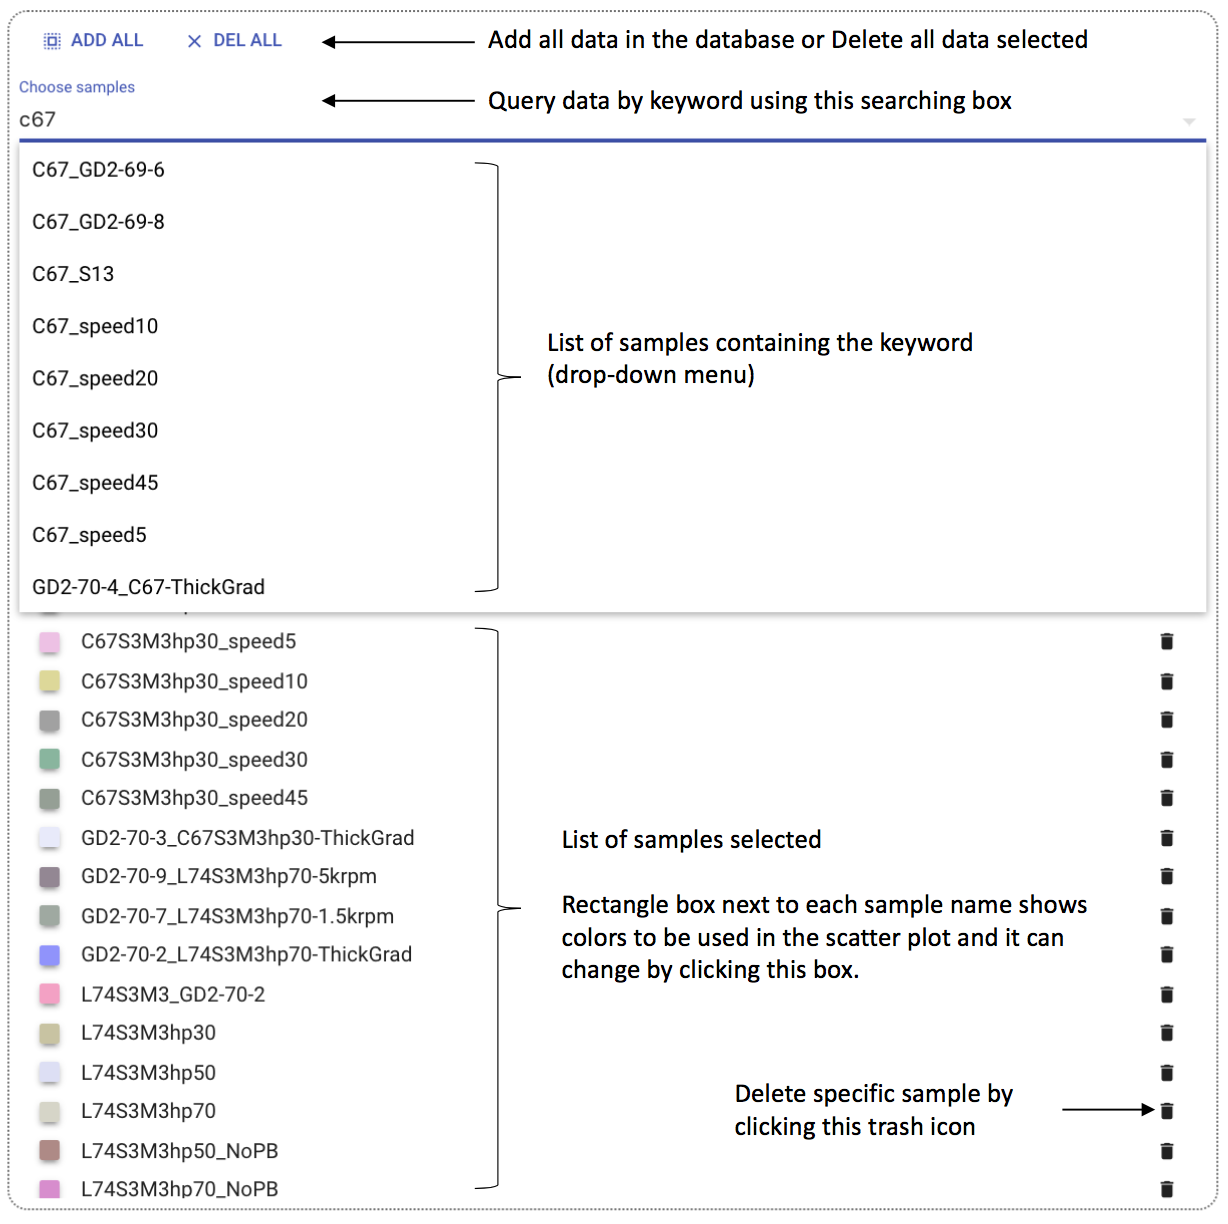 ADD ALL DEL ALL Add all data in the database or Delete all data selected
Choose samples
Query data by keyword using this searching box
c67
C67_GD2-69-6
C67_GD2-69-8
C67_S13
C67_speed10
List of samples containing the keyword
(drop-down menu)
C67_speed20
C67_speed30
C67_speed45
C67_speed5
GD2-70-4_C67-ThickGrad
C67S3M3hp30_speed5
C67S3M3hp30_speed10
C67S3M3hp30_speed20
C67S3M3hp30_speed30
C67S3M3hp30_speed45
GD2-70-3_C67S3M3hp30-ThickGrad
List of samples selected
GD2-70-9_L74S3M3hp70-5krpm
GD2-70-7_L74S3M3hp70-1.5krpm
GD2-70-2_L74S3M3hp70-ThickGrad
Rectangle box next to each sample name shows
colors to be used in the scatter plot and it can
change by clicking this box.
L74S3M3_GD2-70-2
L74S3M3hp30
L74S3M3hp50
L74S3M3hp70
Delete specific sample by
clicking this trash icon
L74S3M3hp50_NoPB
L74S3M3hp70_NoPB